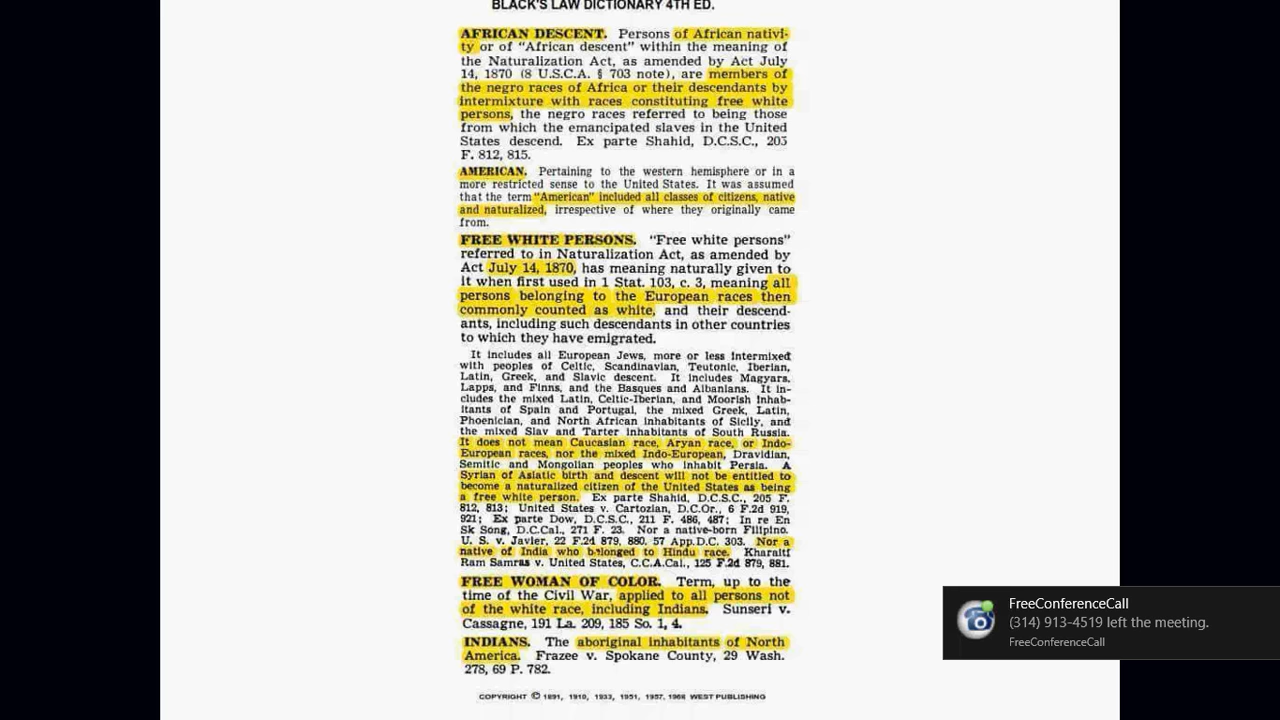 BLACK'S LAW DICTIONARY 4TH ED.
AFRICAN DESCENT. Persons of African nativi-
ty or of "African descent" within the meaning of
the Naturalization Act, as amended by Act July
14, 1870 (8 U.S.C.A. § 703 note), are members of
the negro races of Africa or their descendants by
intermixture with races constituting free white
persons, the negro races referred to being those
from which the emancipated slaves in the United
States descend. Ex parte Shahid, D.C.S.C., 205
F. 812, 815.
AMERICAN. Pertaining to the western hemisphere or in a
more restricted sense to the United States. It was assumed
that the term "American" included all classes of citizens, native
and naturalized, irrespective of where they originally came
from.
FREE WHITE PERSONS. "Free white persons"
referred to in Naturalization Act, as amended by
Act July 14, 1870, has meaning naturally given to
it when first used in 1 Stat. 103, c. 3, meaning all
persons belonging to the European races then
commonly counted as white, and their descend-
ants, including such descendants in other countries
to which they have emigrated.
It includes all European Jews, more or less intermixed
with peoples of Celtic, Scandinavian, Teutonic, Iberian,
Latin, Greek, and Slavic descent. It includes Magyars,
Lapps, and Finns, and the Basques and Albanians. It in-
cludes the mixed Latin, Celtic-Iberian, and Moorish inhab-
itants of Spain and Portugal, the mixed Greek, Latin,
Phoenician, and North African inhabitants of Sicily, and
the mixed Slav and Tarter inhabitants of South Russia.
It does not mean Caucasian race, Aryan race, or Indo-
European races, nor the mixed Indo-European, Dravidian,
Semitic and Mongolian peoples who inhabit Persia. A
Syrian of Asiatic birth and descent will not be entitled to
become a naturalized citizen of the United States as being
a free white person. Ex parte Shahid, D.C.S.C., 205 F.
812, 813; United States v. Cartozian, D.C.Or., 6 F.2d 919,
921; Ex parte Dow, D.C.S.C., 211 F. 486, 487; In re En
Sk Song, D.C.Cal., 271 F. 23. Nor a native-born Filipino.
U. S. v. Javier, 22 F.2d 879, 880, 57 App.D.C. 303. Nor a
native of India who belonged to Hindu race. Kharaiti
Ram Samras v. United States, C.C.A.Cal., 125 F.2d 879, 881.
FREE WOMAN OF COLOR. Term, up to the
time of the Civil War, applied to all persons not
of the white race, including Indians. Sunseri v.
Cassagne, 191 La. 209, 185 So. 1, 4.
INDIANS. The aboriginal inhabitants of North
America. Frazee v. Spokane County, 29 Wash.
278, 69 P. 782.
COPYRIGHT © 1891, 1910, 1933, 1951, 1957, 1968 WEST PUBLISHING
FreeConferenceCall
(314) 913-4519 left the meeting.
FreeConferenceCall